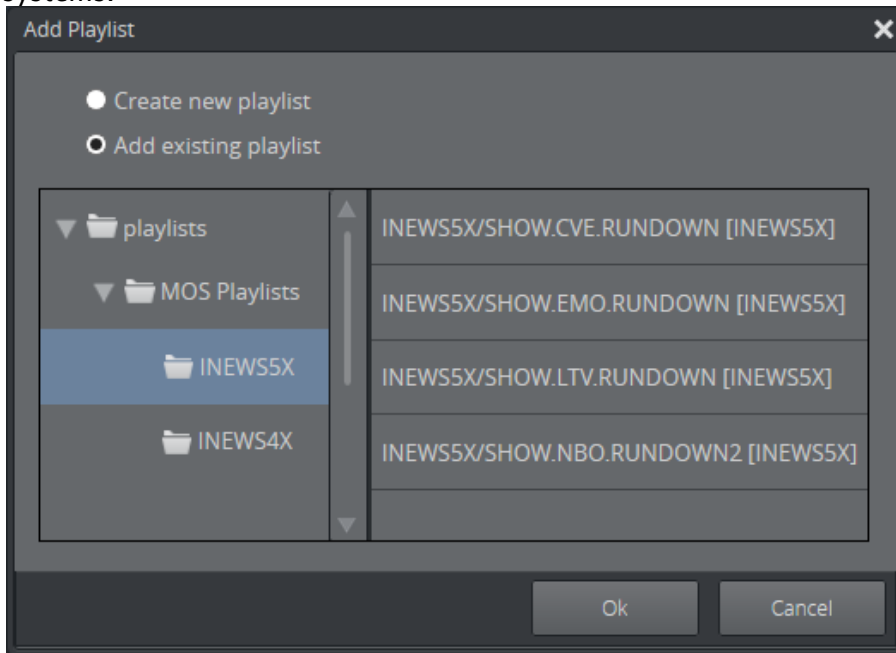 systems.
Add Playlist
Create new playlist
Add existing playlist
playlists
MOS Playlists
INEWS5X
INEWS4X
INEWS5X/SHOW.CVE.RUNDOWN [INEWS5X]
INEWS5X/SHOW.EMO.RUNDOWN [INEWS5X]
INEWS5X/SHOW.LTV.RUNDOWN [INEWS5X]
INEWS5X/SHOW.NBO.RUNDOWN2 [INEWS5X]
Ok
Cancel